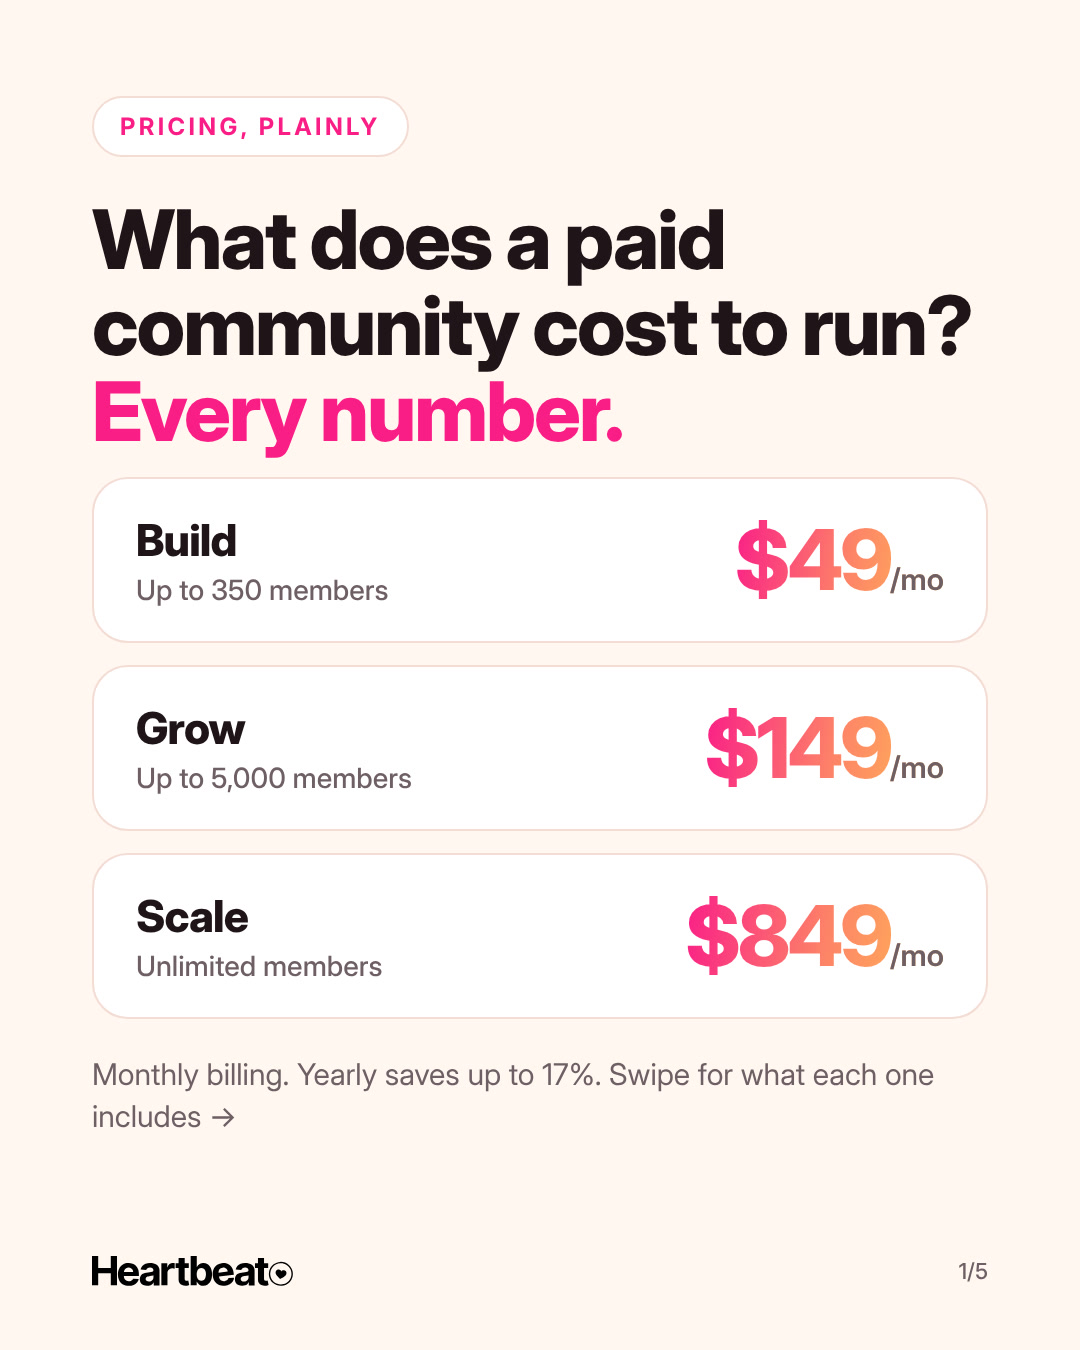 PRICING, PLAINLY
What does a paid
community cost to run?
Every number.
Build
Up to 350 members
$49/mo
Grow
Up to 5,000 members
$149/mo
Scale
Unlimited members
$849/mo
Monthly billing. Yearly saves up to 17%. Swipe for what each one
includes →
Heartbeat
1/5